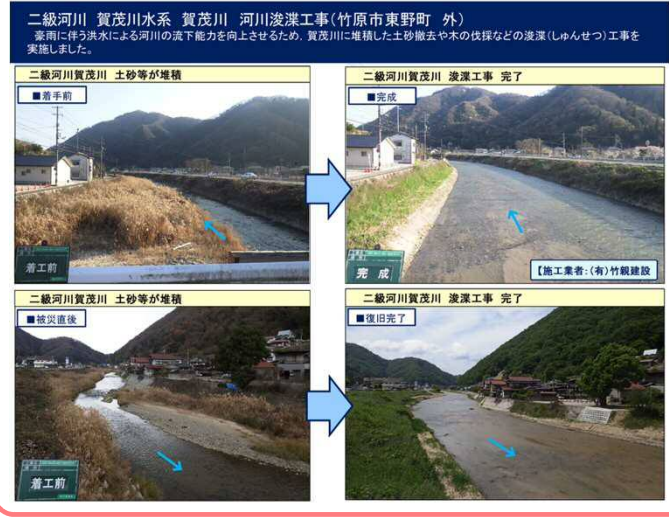 二級河川 賀茂川水系 賀茂川 河川浚渫工事(竹原市東野町 外)
豪雨に伴う洪水による河川の流下能力を向上させるため、賀茂川に堆積した土砂撤去や木の伐採などの浚渫(しゅんせつ)工事を
実施しました。
二級河川賀茂川 土砂等が堆積
■着手前
着工前
二級河川賀茂川 浚渫工事 完了
■完成
完 成
【施工業者:(有)竹親建設
二級河川賀茂川 土砂等が堆積
■被災直後
着工前
二級河川賀茂川 浚渫工事 完了
■復旧完了